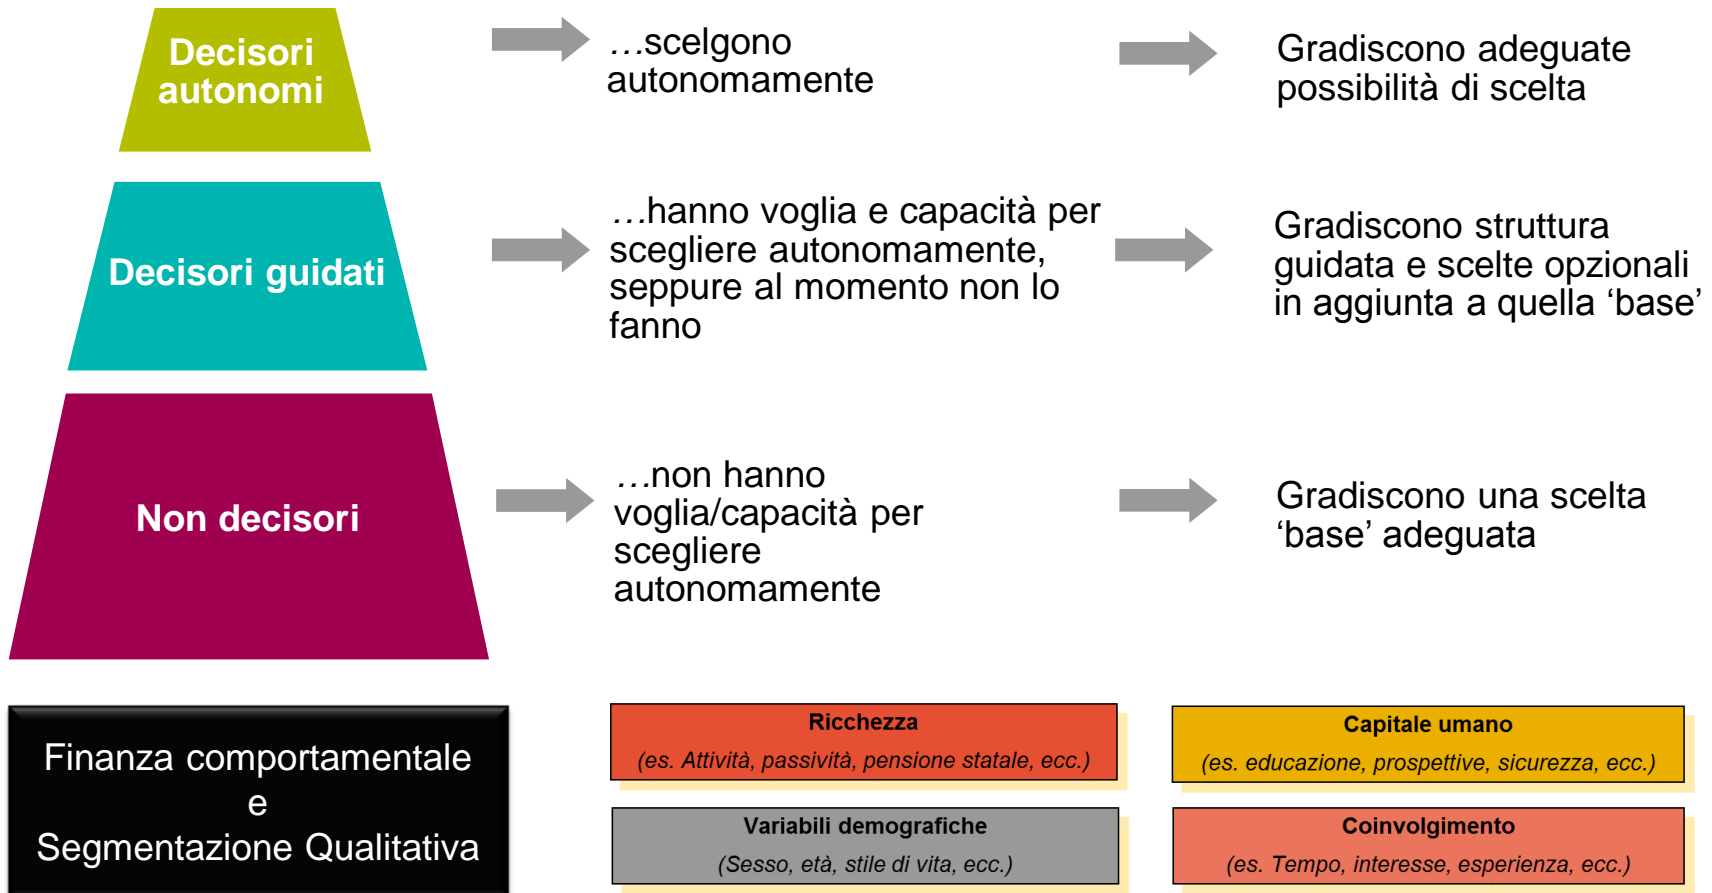 Decisori
autonomi
…scelgono
autonomamente
Gradiscono adeguate
possibilità di scelta
Decisori guidati
…hanno voglia e capacità per
scegliere autonomamente,
seppure al momento non lo
fanno
Gradiscono struttura
guidata e scelte opzionali
in aggiunta a quella ‘base’
Non decisori
…non hanno
voglia/capacità per
scegliere
autonomamente
Gradiscono una scelta
‘base’ adeguata
Finanza comportamentale
e
Segmentazione Qualitativa
Ricchezza
(es. Attività, passività, pensione statale, ecc.)
Capitale umano
(es. educazione, prospettive, sicurezza, ecc.)
Variabili demografiche
(Sesso, età, stile di vita, ecc.)
Coinvolgimento
(es. Tempo, interesse, esperienza, ecc.)